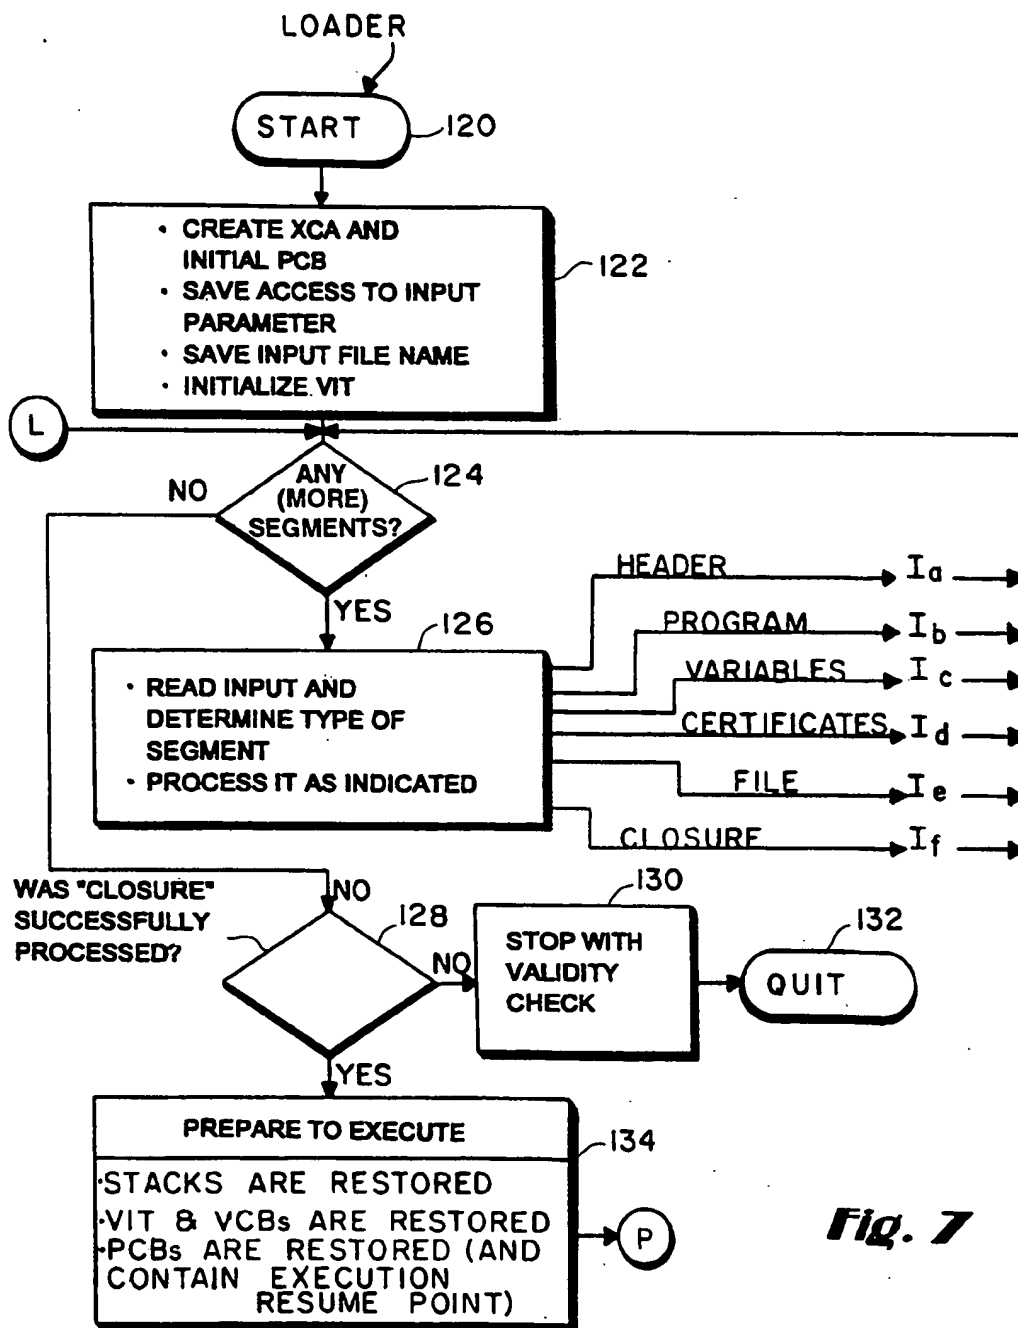 LOADER
START
120
• CREATE XCA AND
INITIAL PCB
• SAVE ACCESS TO INPUT
PARAMETER
• SAVE INPUT FILE NAME
• INITIALIZE VIT
122
L
ANY
(MORE)
SEGMENTS?
124
NO
YES
126
• READ INPUT AND
DETERMINE TYPE OF
SEGMENT
• PROCESS IT AS INDICATED
HEADER Ia
PROGRAM Ib
VARIABLES Ic
CERTIFICATES Id
FILE Ie
CLOSURE If
WAS "CLOSURE"
SUCCESSFULLY
PROCESSED?
NO
128
NO
YES
130
STOP WITH
VALIDITY
CHECK
132
QUIT
PREPARE TO EXECUTE
134
•STACKS ARE RESTORED
•VIT & VCBs ARE RESTORED
•PCBs ARE RESTORED (AND
CONTAIN EXECUTION
RESUME POINT)
P
Fig. 7